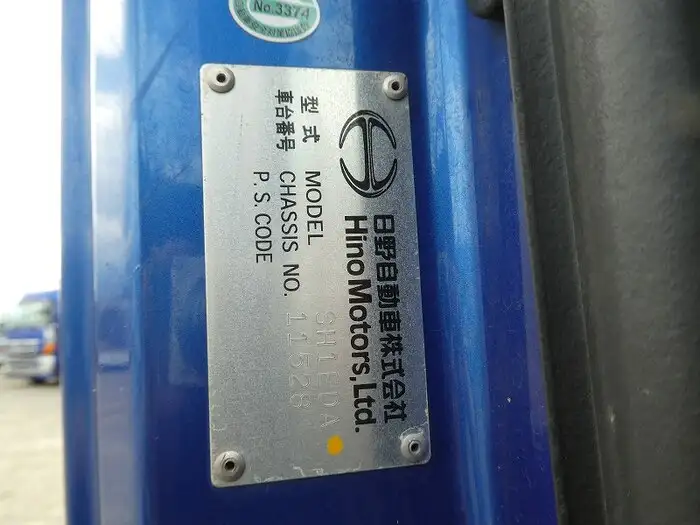 No.3374
日野自動車株式会社
Hino Motors, Ltd.
型式 MODEL SH1EDA
車台番号 CHASSIS NO. 11528
P. S. CODE